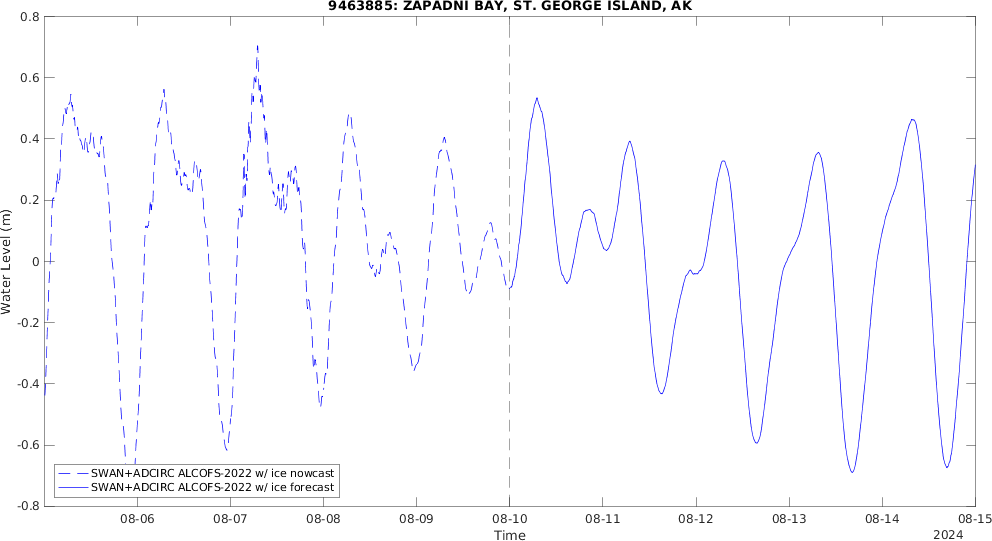 9463885: ZAPADNI BAY, ST. GEORGE ISLAND, AK
0.8
0.6
0.4
0.2
0
-0.2
-0.4
-0.6
-0.8
Water Level (m)
SWAN+ADCIRC ALCOFS-2022 w/ ice nowcast
SWAN+ADCIRC ALCOFS-2022 w/ ice forecast
08-06 08-07 08-08 08-09 08-10 08-11 08-12 08-13 08-14 08-15
Time
2024